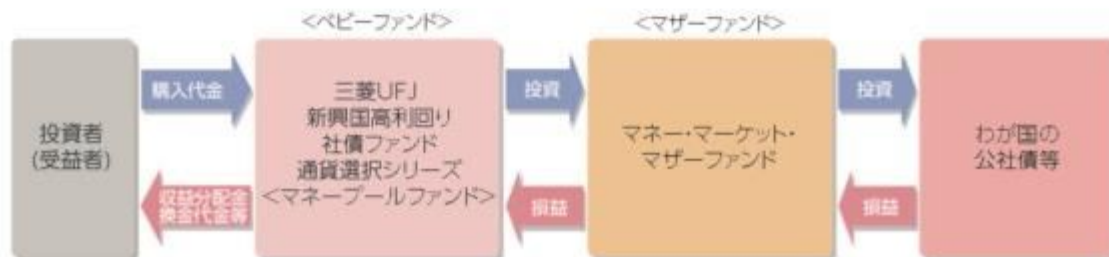 <ベビーファンド>
<マザーファンド>
投資者
(受益者)
購入代金
収益分配金
換金代金等
三菱UFJ
新興国高利回り
社債ファンド
通貨選択シリーズ
<マネープールファンド>
投資
損益
マネー・マーケット・
マザーファンド
投資
損益
わが国の
公社債等